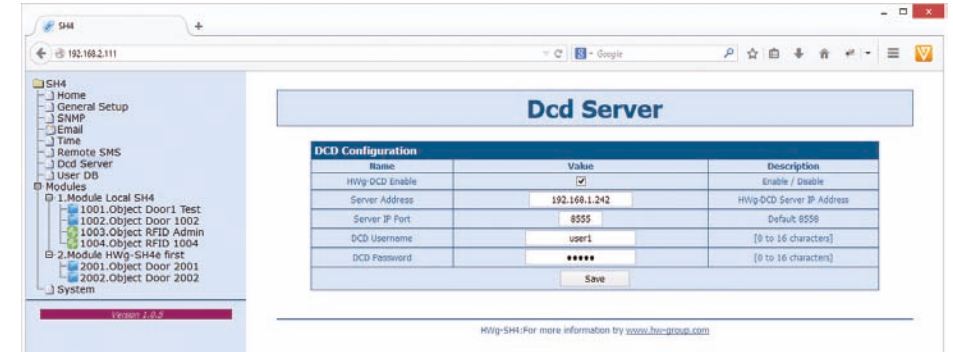 SH4
192.168.2.111
Google
SH4
Home
General Setup
SNMP
Email
Time
Remote SMS
Dcd Server
User DB
Modules
1.Module Local SH4
1001.Object Door1 Test
1002.Object Door 1002
1003.Object RFID Admin
1004.Object RFID 1004
2.Module HWg-SH4e first
2001.Object Door 2001
2002.Object Door 2002
System
Version 1.0.5
Dcd Server
DCD Configuration
Name Value Description
HWg-DCD Enable Enable / Disable
Server Address 192.168.1.242 HWg-DCD Server IP Address
Server IP Port 8555 Default 8558
DCD Username user1 [0 to 16 characters]
DCD Password ●●●●● [0 to 16 characters]
Save
HWg-SH4:For more information try www.hw-group.com